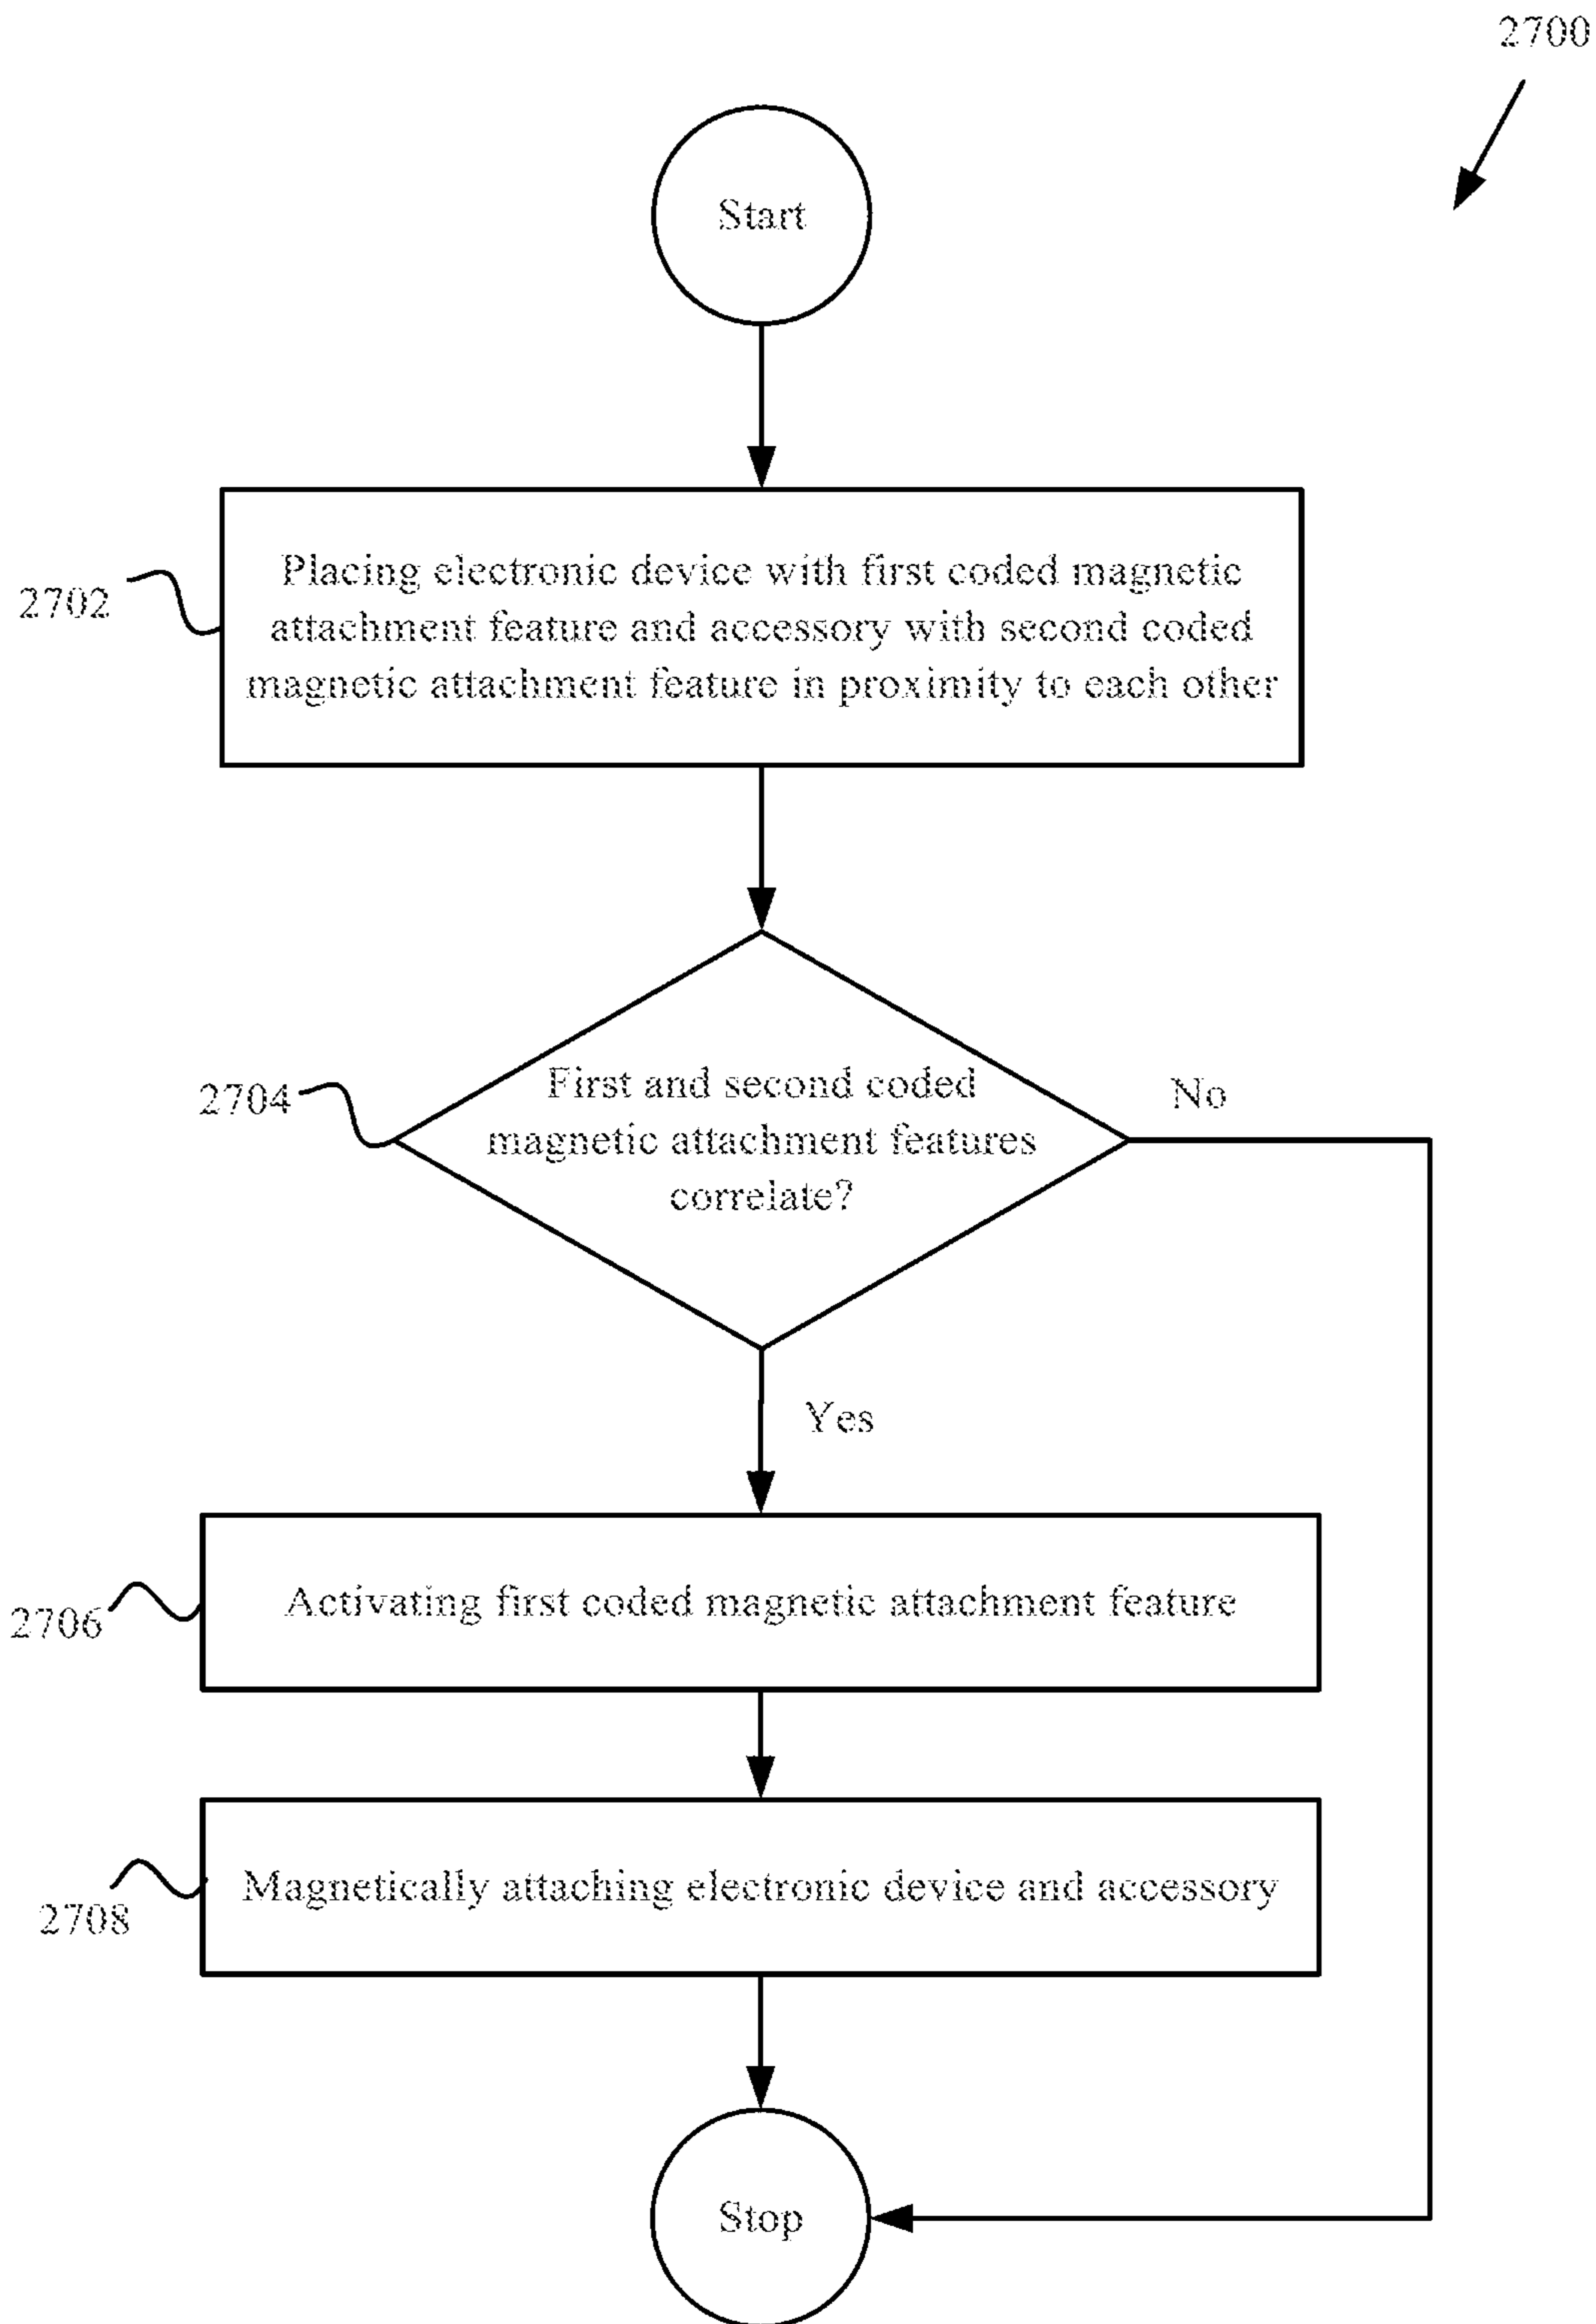 2700
Start
2702
Placing electronic device with first coded magnetic
attachment feature and accessory with second coded
magnetic attachment feature in proximity to each other
2704
First and second coded
magnetic attachment features
correlate?
No
Yes
2706
Activating first coded magnetic attachment feature
2708
Magnetically attaching electronic device and accessory
Stop